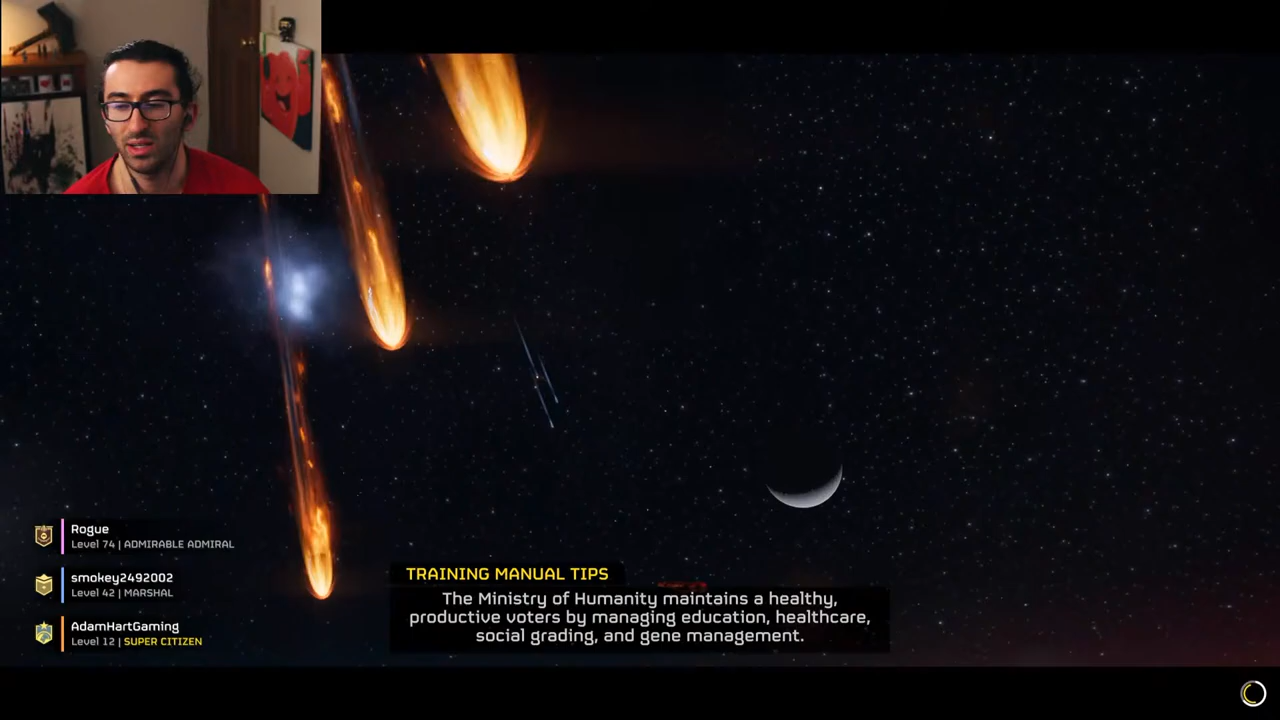 Rogue
Level 74 | ADMIRABLE ADMIRAL
smokey2492002
Level 42 | MARSHAL
AdamHartGaming
Level 12 | SUPER CITIZEN
TRAINING MANUAL TIPS
The Ministry of Humanity maintains a healthy,
productive voters by managing education, healthcare,
social grading, and gene management.